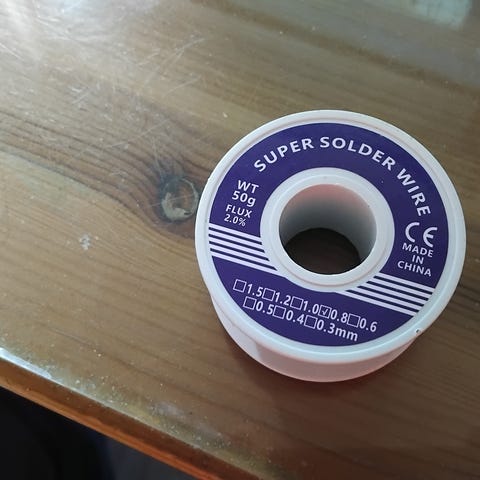 SUPER SOLDER WIRE
WT
50g
FLUX
2.0%
CE
MADE
IN
CHINA
☐1.5☐1.2☐1.0☑0.8☐0.6
☐0.5☐0.4☐0.3mm